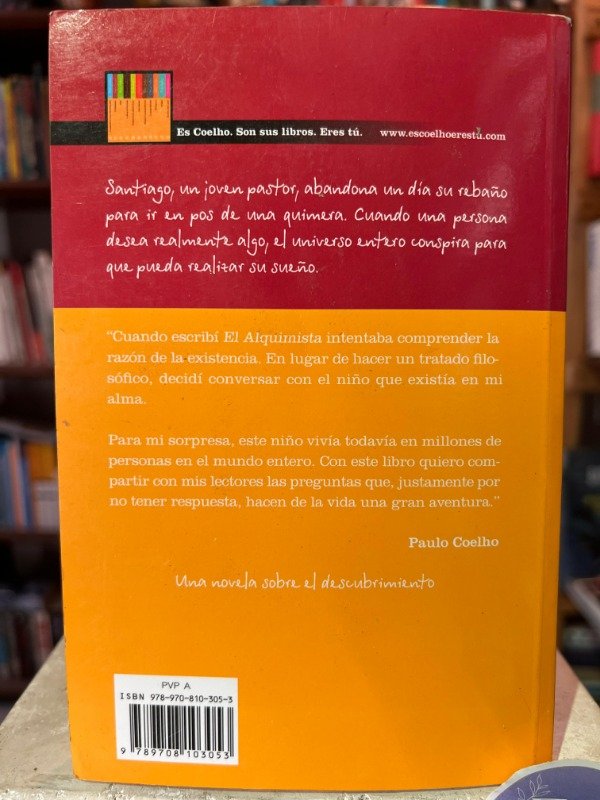 Es Coelho. Son sus libros. Eres tú. www.escoelhoerestu.com
Santiago, un joven pastor, abandona un día su rebaño
para ir en pos de una quimera. Cuando una persona
desea realmente algo, el universo entero conspira para
que pueda realizar su sueño.
"Cuando escribí El Alquimista intentaba comprender la
razón de la existencia. En lugar de hacer un tratado filo-
sófico, decidí conversar con el niño que existía en mi
alma.
Para mi sorpresa, este niño vivía todavía en millones de
personas en el mundo entero. Con este libro quiero com-
partir con mis lectores las preguntas que, justamente por
no tener respuesta, hacen de la vida una gran aventura."
Paulo Coelho
Una novela sobre el descubrimiento
PVP A
ISBN 978-970-810-305-3
9 789708 103053